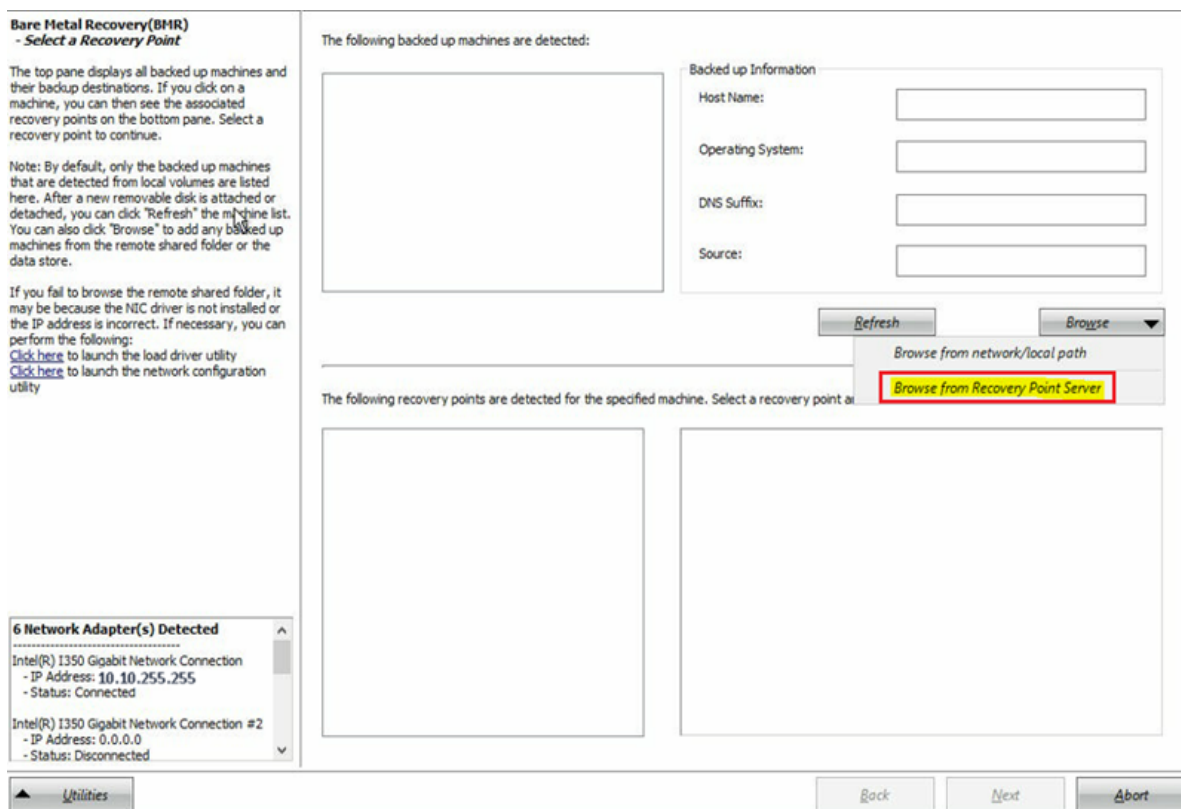 Bare Metal Recovery(BMR)
- Select a Recovery Point
The top pane displays all backed up machines and
their backup destinations. If you click on a
machine, you can then see the associated
recovery points on the bottom pane. Select a
recovery point to continue.
Note: By default, only the backed up machines
that are detected from local volumes are listed
here. After a new removable disk is attached or
detached, you can click "Refresh" the machine list.
You can also click "Browse" to add any backed up
machines from the remote shared folder or the
data store.
If you fail to browse the remote shared folder, it
may be because the NIC driver is not installed or
the IP address is incorrect. If necessary, you can
perform the following:
Click here to launch the load driver utility
Click here to launch the network configuration
utility
6 Network Adapter(s) Detected
Intel(R) I350 Gigabit Network Connection
- IP Address: 10.10.255.255
- Status: Connected
Intel(R) I350 Gigabit Network Connection #2
- IP Address: 0.0.0.0
- Status: Disconnected
The following backed up machines are detected:
Backed up Information
Host Name:
Operating System:
DNS Suffix:
Source:
Refresh
Browse
Browse from network/local path
Browse from Recovery Point Server
The following recovery points are detected for the specified machine. Select a recovery point
Utilities
Back
Next
Abort